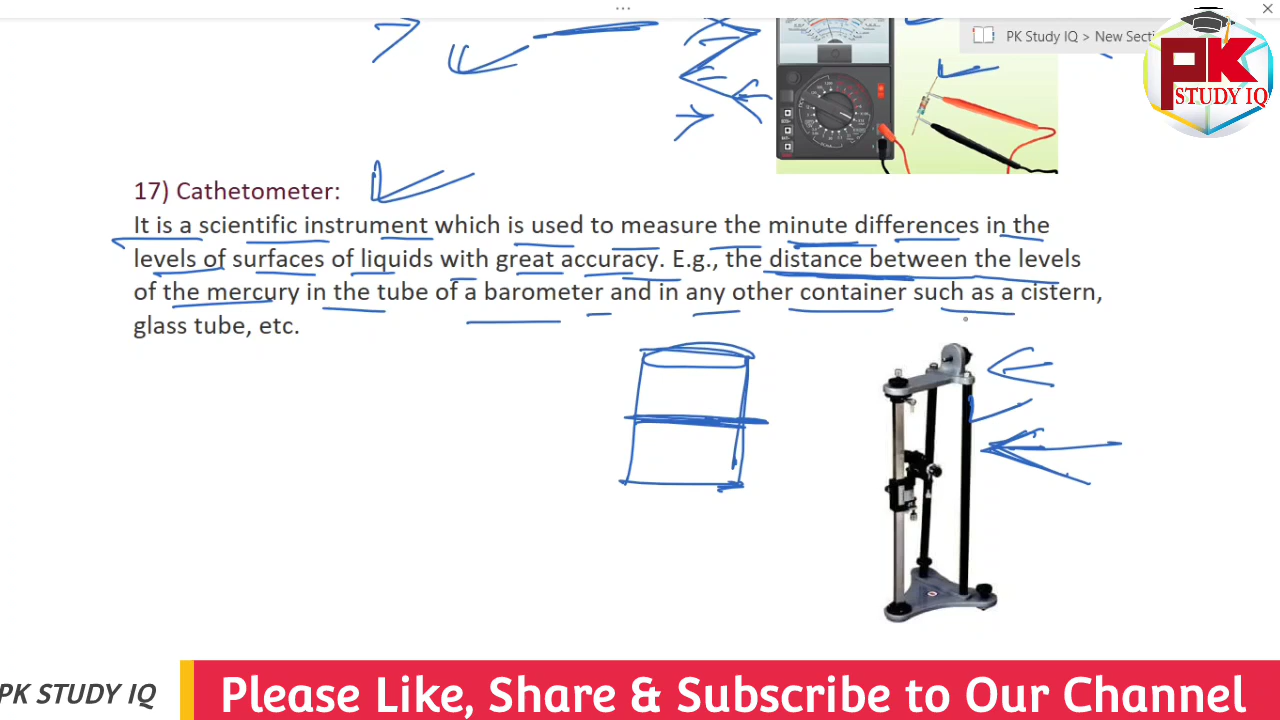 PK Study IQ > New Secti
PK
STUDY IQ
17) Cathetometer:
It is a scientific instrument which is used to measure the minute differences in the
levels of surfaces of liquids with great accuracy. E.g., the distance between the levels
of the mercury in the tube of a barometer and in any other container such as a cistern,
glass tube, etc.
PK STUDY IQ
Please Like, Share & Subscribe to Our Channel